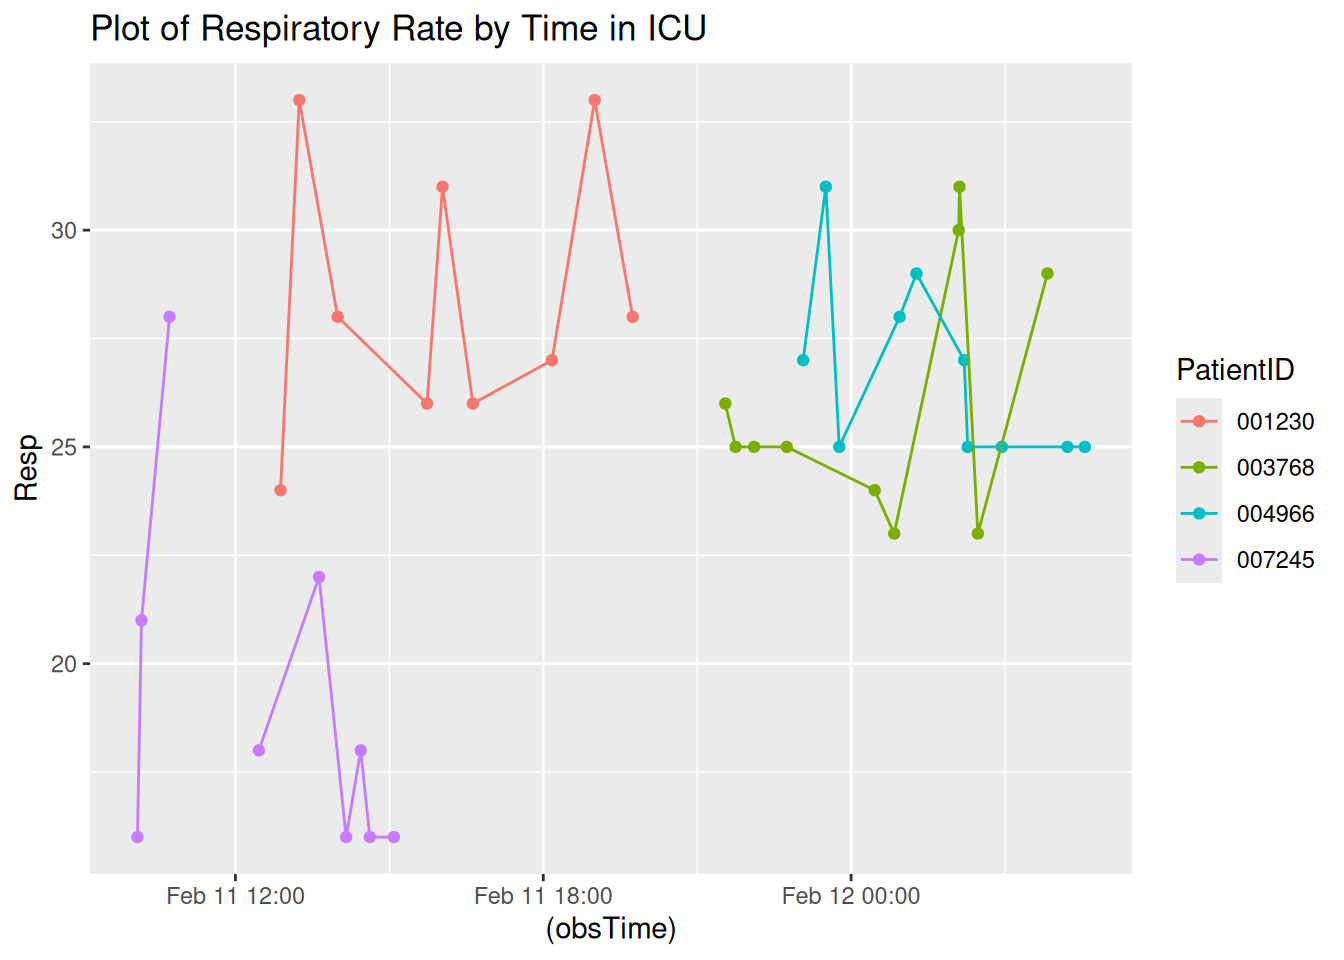 Plot of Respiratory Rate by Time in ICU
Resp
30
25
20
Feb 11 12:00
Feb 11 18:00
Feb 12 00:00
(obsTime)
PatientID
001230
003768
004966
007245